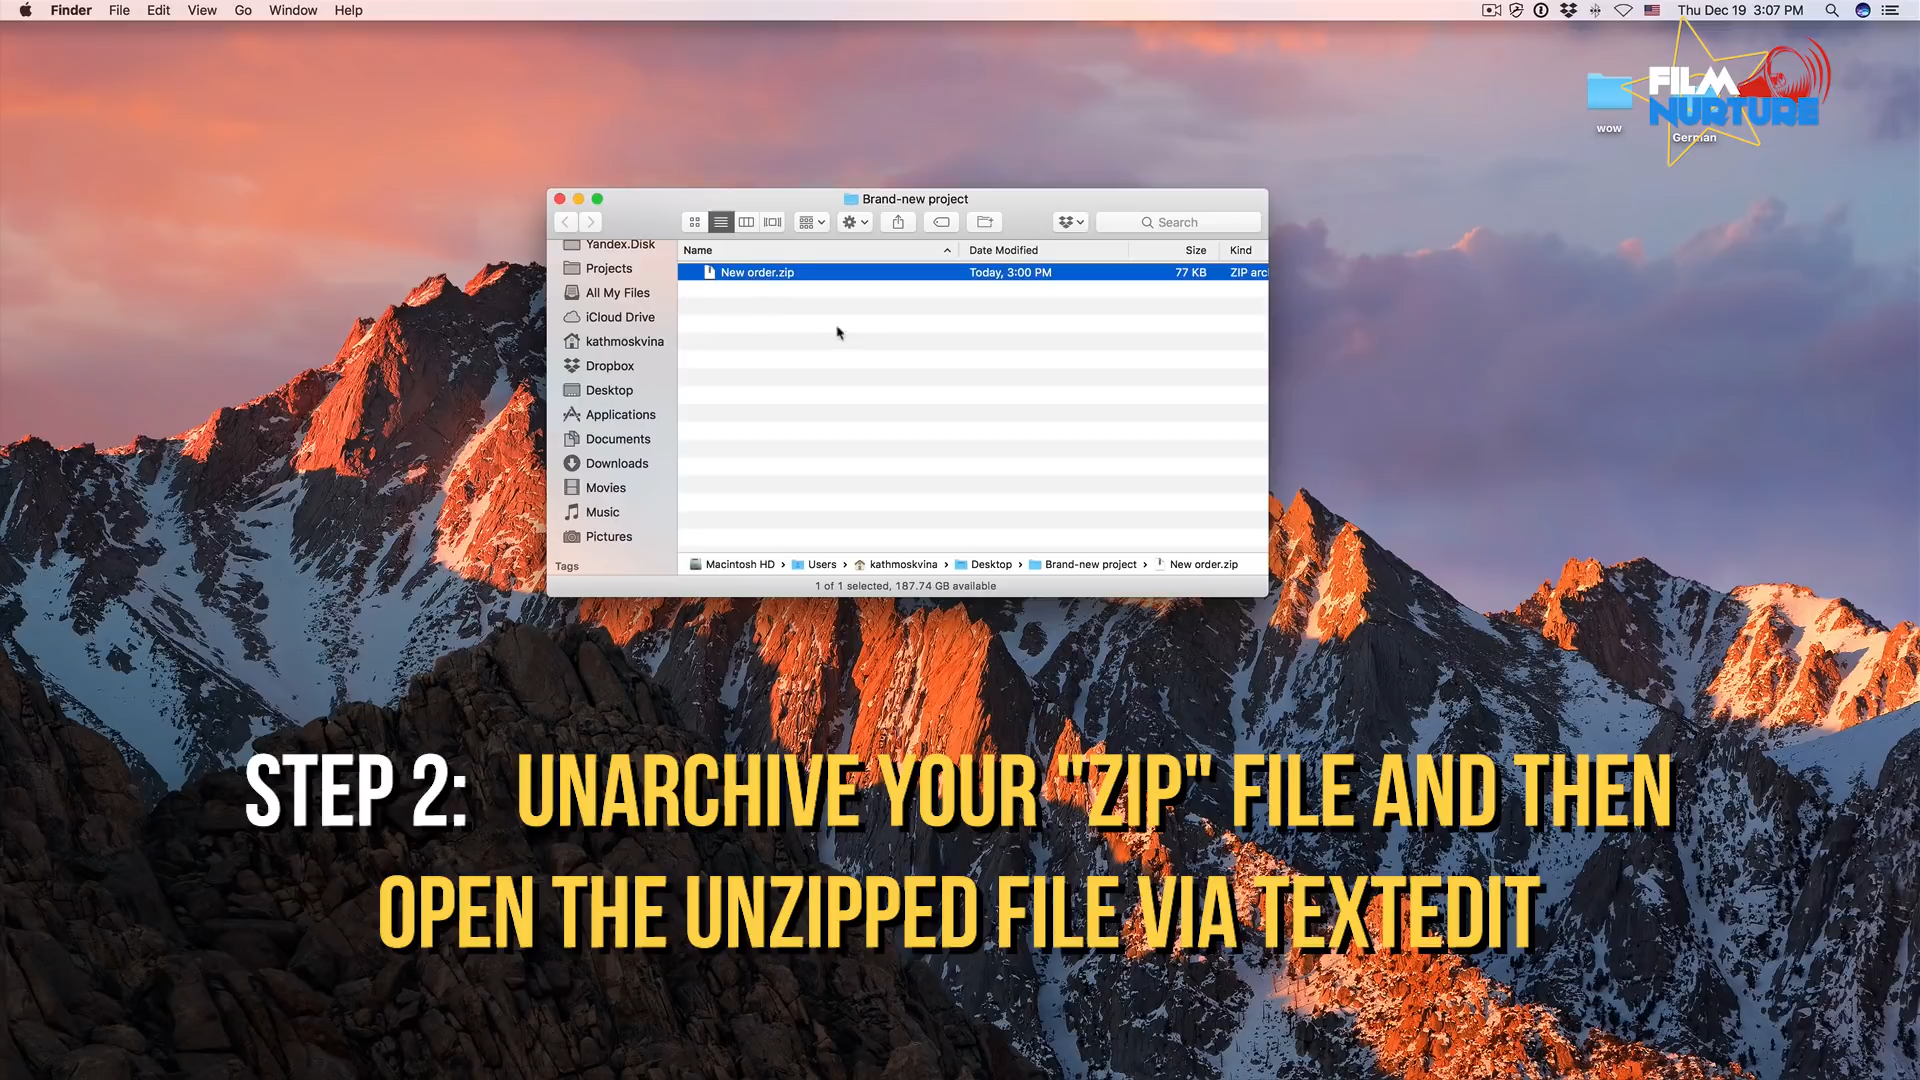 Finder File Edit View Go Window Help Thu Dec 19 3:07 PM
FILM
NURTURE
wow
German
Brand-new project
Search
Yandex.Disk
Projects
All My Files
iCloud Drive
kathmoskvina
Dropbox
Desktop
Applications
Documents
Downloads
Movies
Music
Pictures
Tags
Name Date Modified Size Kind
New order.zip Today, 3:00 PM 77 KB ZIP arc
Macintosh HD › Users › kathmoskvina › Desktop › Brand-new project › New order.zip
1 of 1 selected, 187.74 GB available
STEP 2: UNARCHIVE YOUR "ZIP" FILE AND THEN
OPEN THE UNZIPPED FILE VIA TEXTEDIT